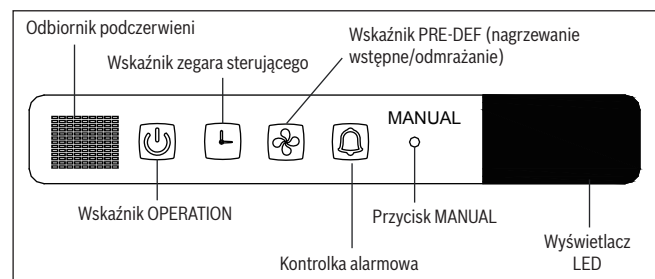 Odbiornik podczerwieni
Wskaźnik zegara sterującego
Wskaźnik PRE-DEF (nagrzewanie
wstępne/odmrażanie)
MANUAL
Wskaźnik OPERATION
Przycisk MANUAL
Kontrolka alarmowa
Wyświetlacz
LED